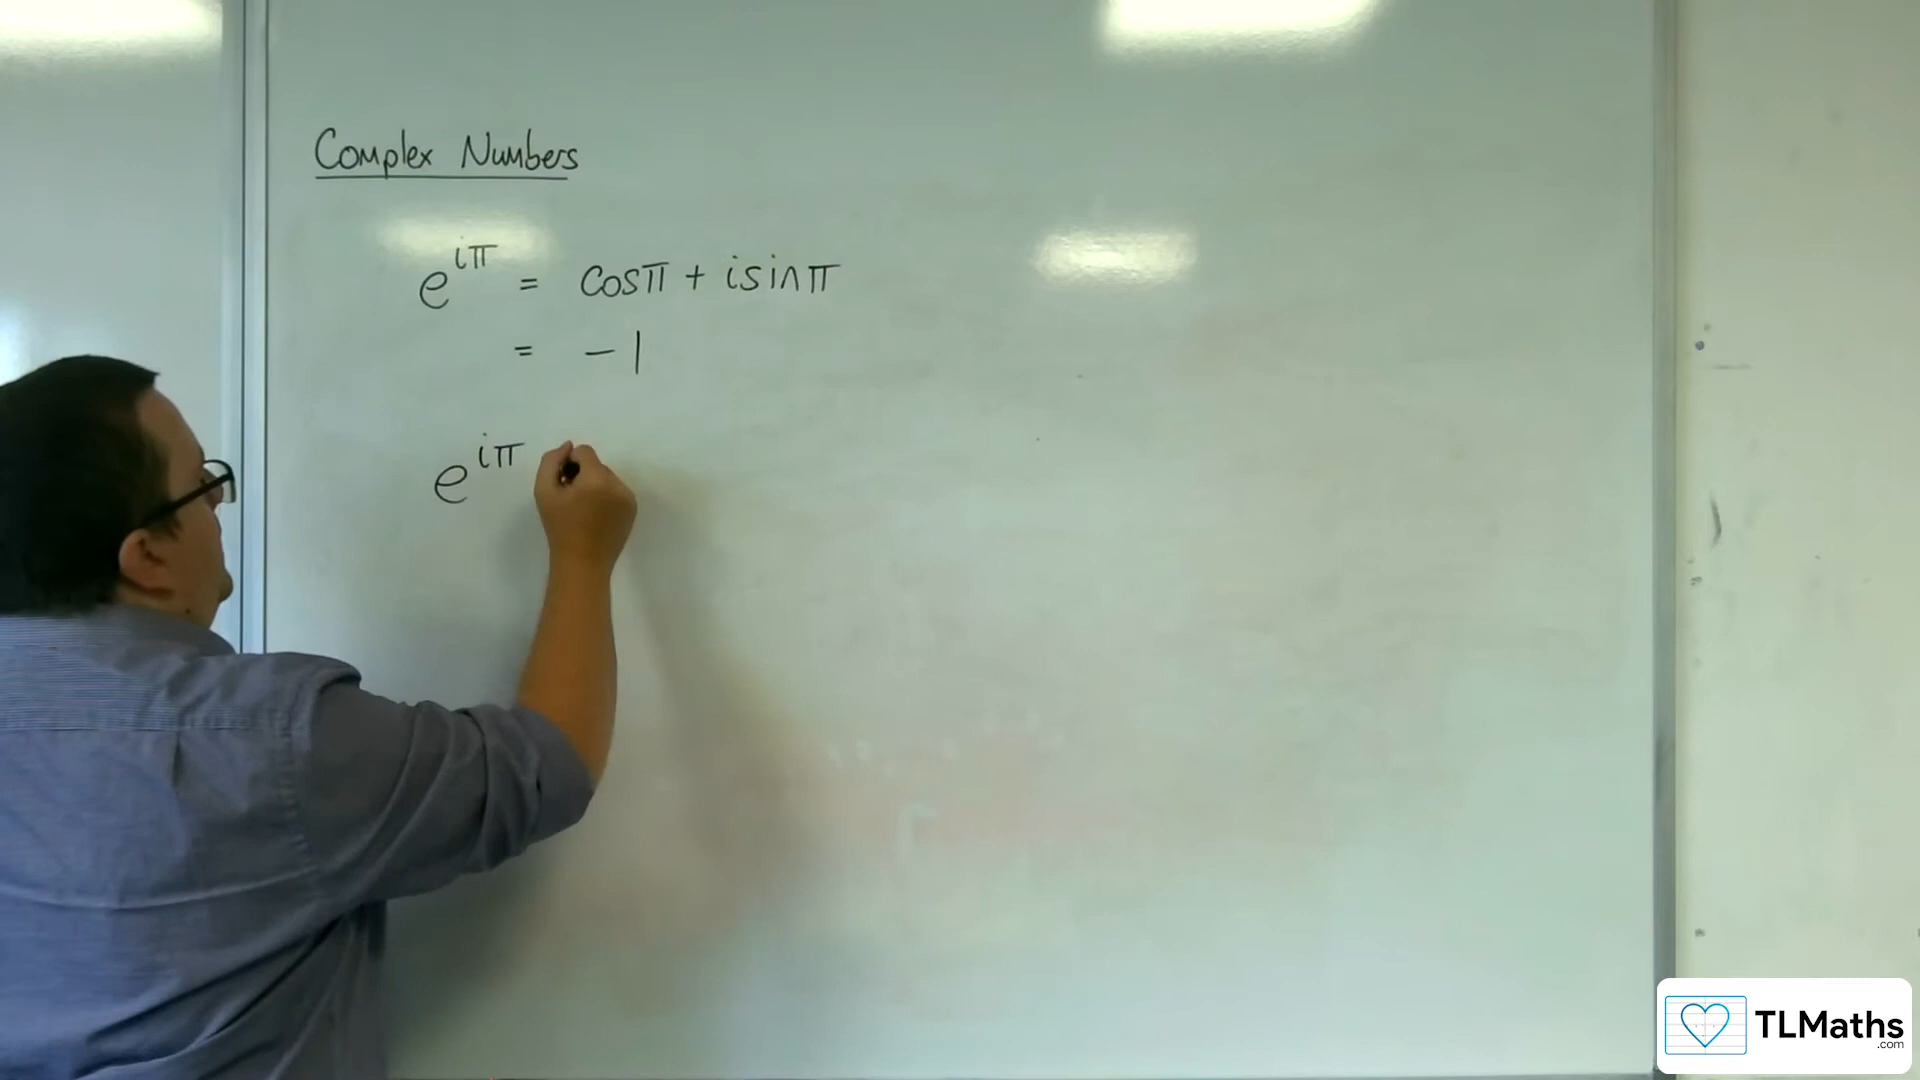 Complex Numbers
e^{iπ} = cosπ + isinπ
= -1
e^{iπ}
TLMaths
.com